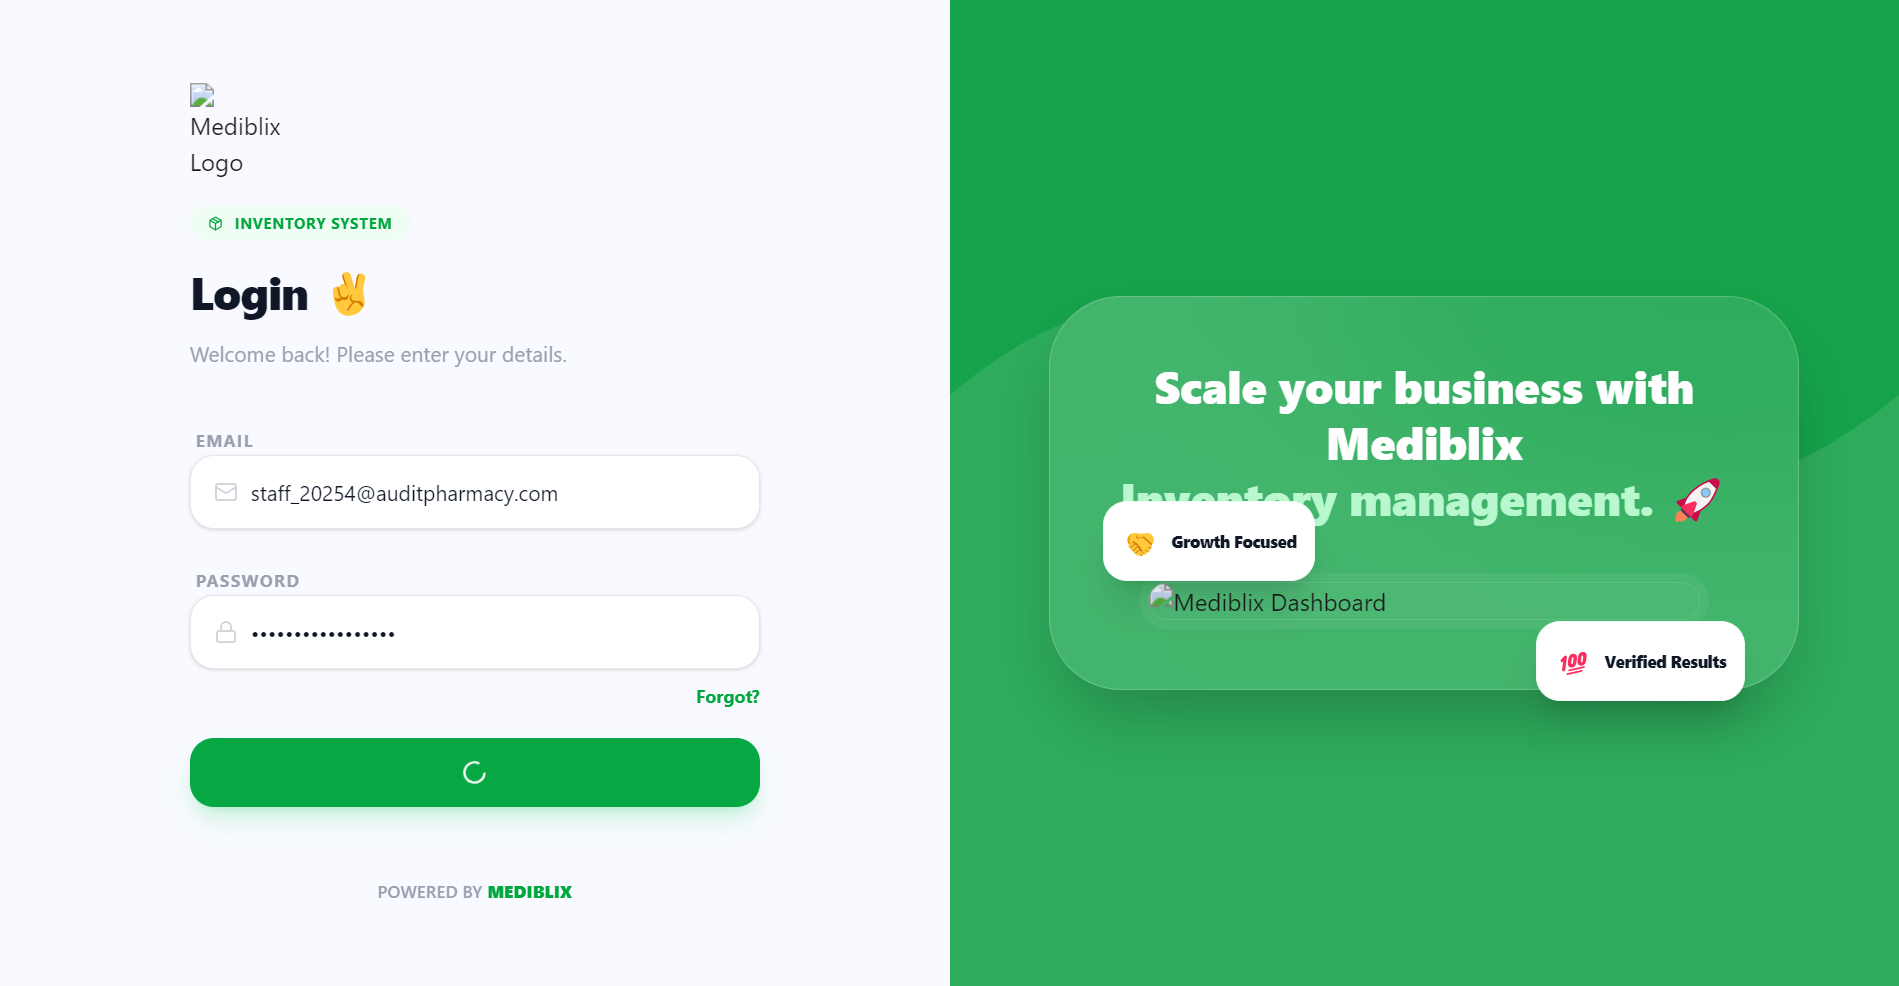 Mediblix
Logo
INVENTORY SYSTEM
Login ✌️
Welcome back! Please enter your details.
EMAIL
staff_20254@auditpharmacy.com
PASSWORD
•••••••••••••••••
Forgot?
POWERED BY MEDIBLIX
Scale your business with
Mediblix
Inventory management. 🚀
🤝 Growth Focused
Mediblix Dashboard
💯 Verified Results